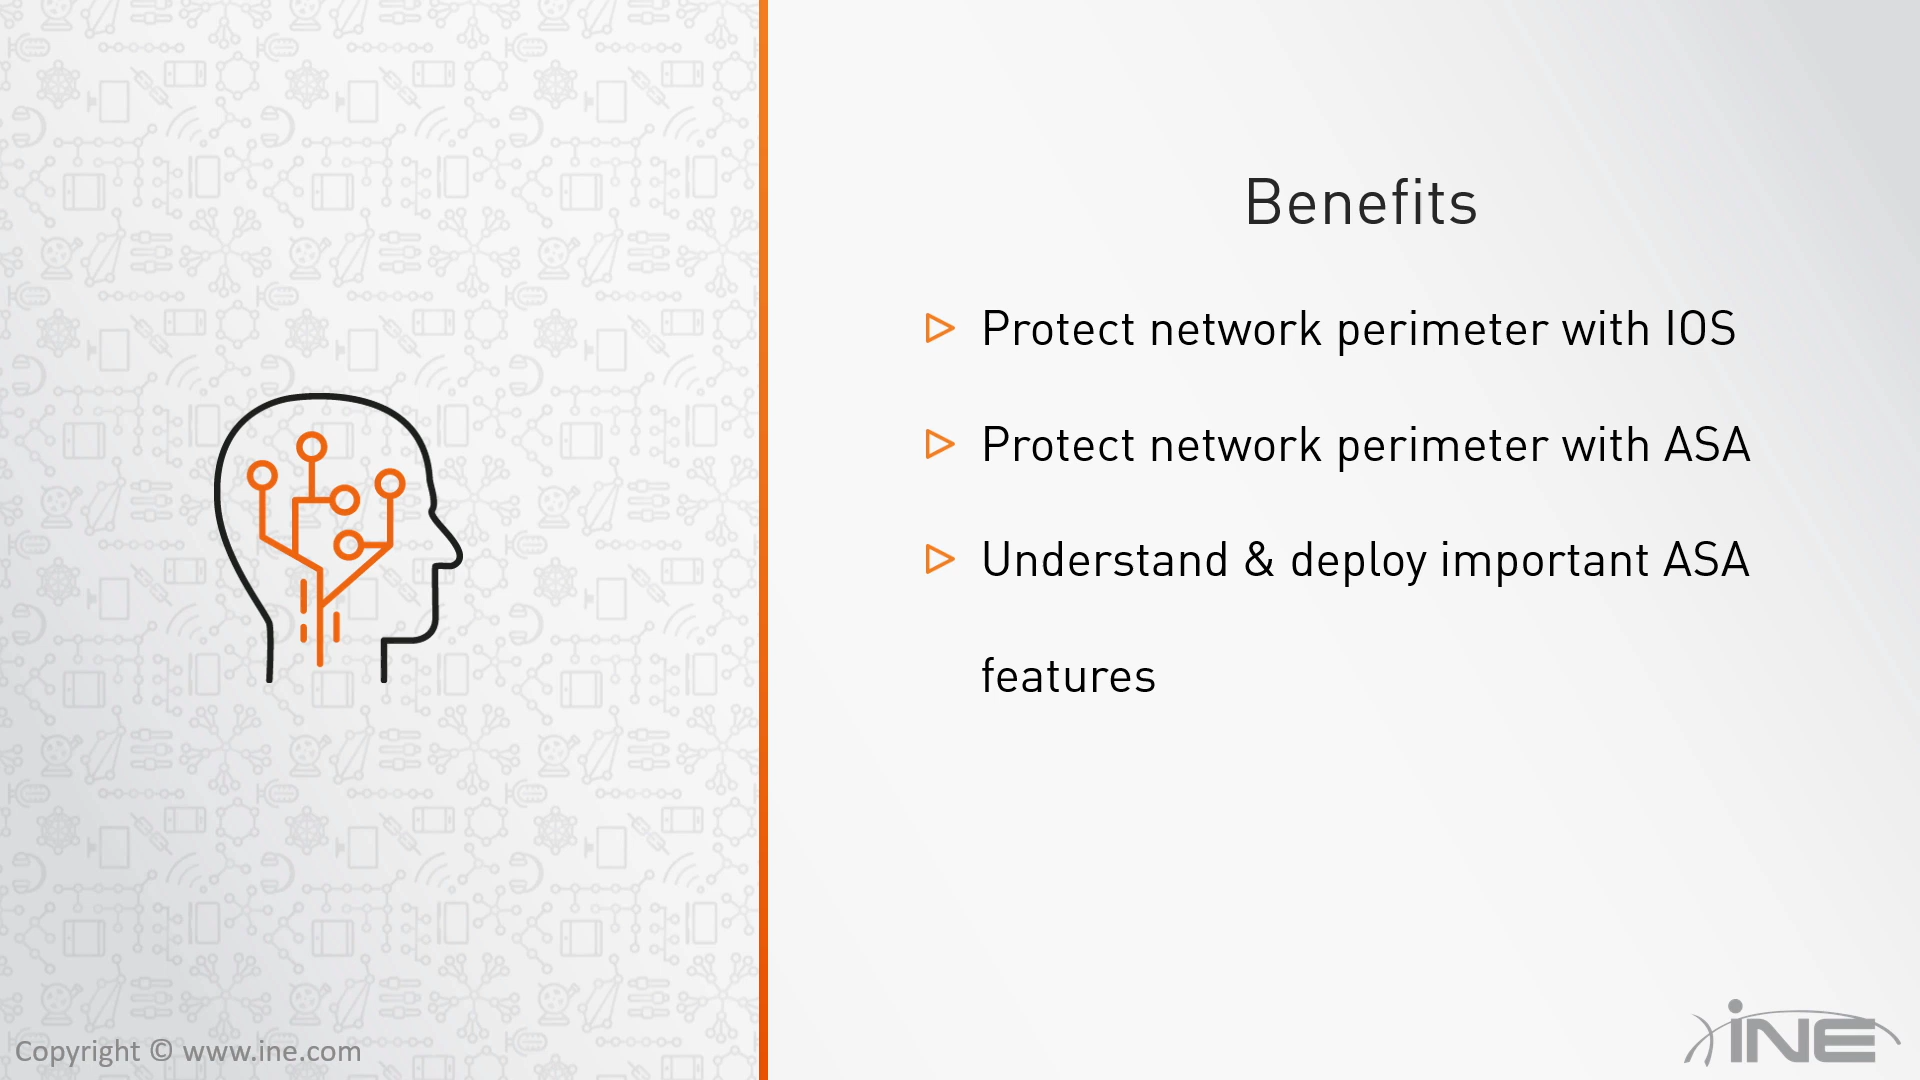 Benefits
Protect network perimeter with IOS
Protect network perimeter with ASA
Understand & deploy important ASA
features
Copyright © www.ine.com
iNE